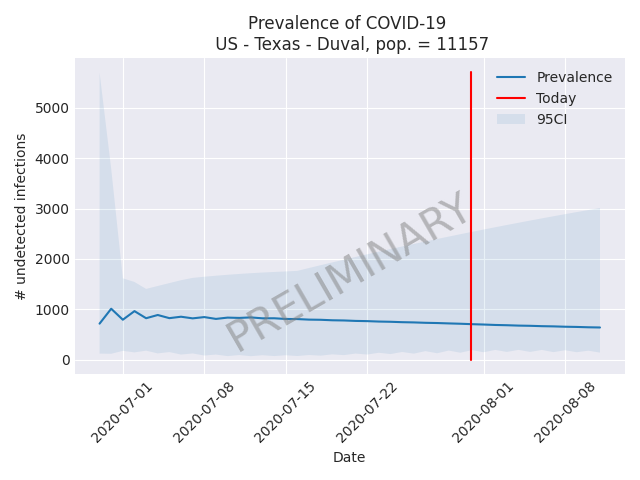 Prevalence of COVID-19
US - Texas - Duval, pop. = 11157
Prevalence
Today
95CI
# undetected infections
5000
4000
3000
2000
1000
0
PRELIMINARY
2020-07-01
2020-07-08
2020-07-15
2020-07-22
2020-08-01
2020-08-08
Date